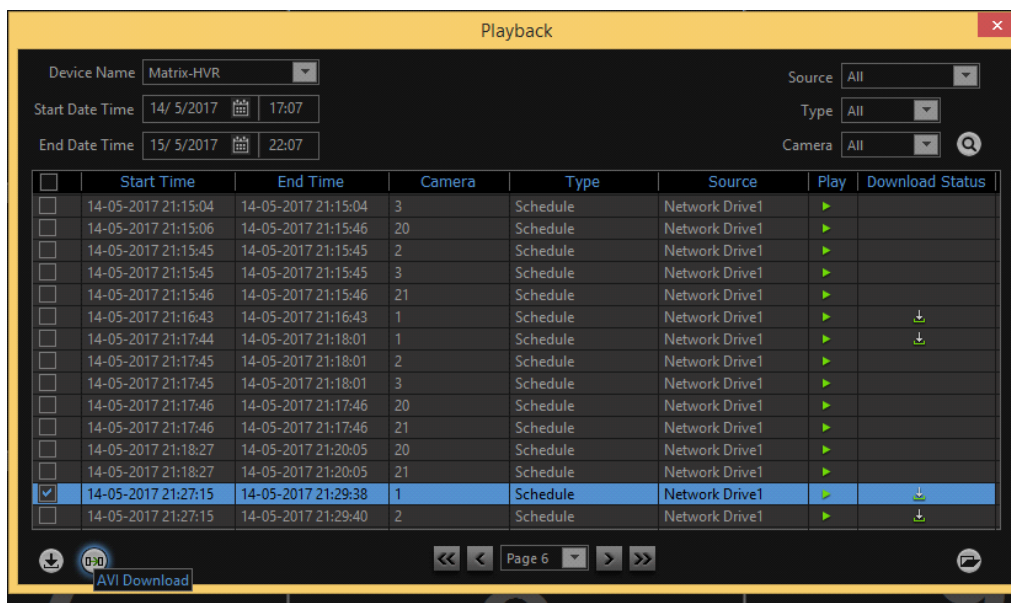 Playback
Device Name Matrix-HVR Source All
Start Date Time 14/ 5/2017 17:07 Type All
End Date Time 15/ 5/2017 22:07 Camera All
Start Time End Time Camera Type Source Play Download Status
14-05-2017 21:15:04 14-05-2017 21:15:04 3 Schedule Network Drive1
14-05-2017 21:15:06 14-05-2017 21:15:46 20 Schedule Network Drive1
14-05-2017 21:15:45 14-05-2017 21:15:45 2 Schedule Network Drive1
14-05-2017 21:15:45 14-05-2017 21:15:45 3 Schedule Network Drive1
14-05-2017 21:15:46 14-05-2017 21:15:46 21 Schedule Network Drive1
14-05-2017 21:16:43 14-05-2017 21:16:43 1 Schedule Network Drive1
14-05-2017 21:17:44 14-05-2017 21:18:01 1 Schedule Network Drive1
14-05-2017 21:17:45 14-05-2017 21:18:01 2 Schedule Network Drive1
14-05-2017 21:17:45 14-05-2017 21:18:01 3 Schedule Network Drive1
14-05-2017 21:17:46 14-05-2017 21:17:46 20 Schedule Network Drive1
14-05-2017 21:17:46 14-05-2017 21:17:46 21 Schedule Network Drive1
14-05-2017 21:18:27 14-05-2017 21:20:05 20 Schedule Network Drive1
14-05-2017 21:18:27 14-05-2017 21:20:05 21 Schedule Network Drive1
14-05-2017 21:27:15 14-05-2017 21:29:38 1 Schedule Network Drive1
14-05-2017 21:27:15 14-05-2017 21:29:40 2 Schedule Network Drive1
Page 6
AVI Download